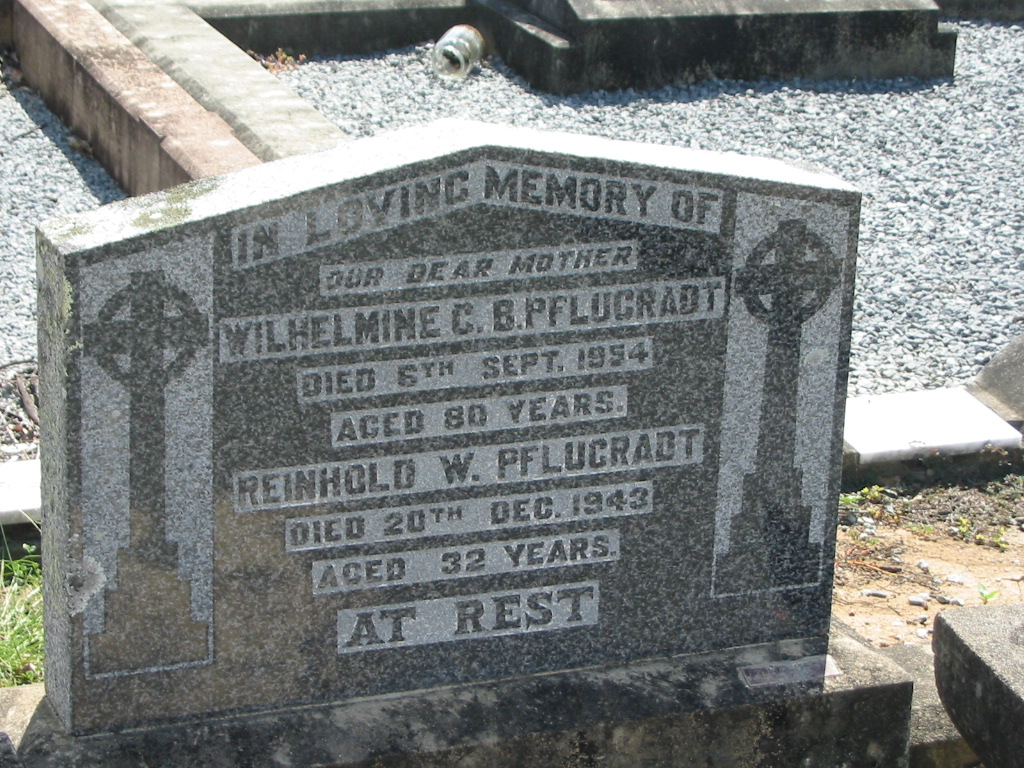 IN LOVING MEMORY OF
OUR DEAR MOTHER
WILHELMINE C. B. PFLUGRADT
DIED 6TH SEPT. 1954
AGED 80 YEARS.
REINHOLD W. PFLUGRADT
DIED 20TH DEC. 1943
AGED 32 YEARS.
AT REST